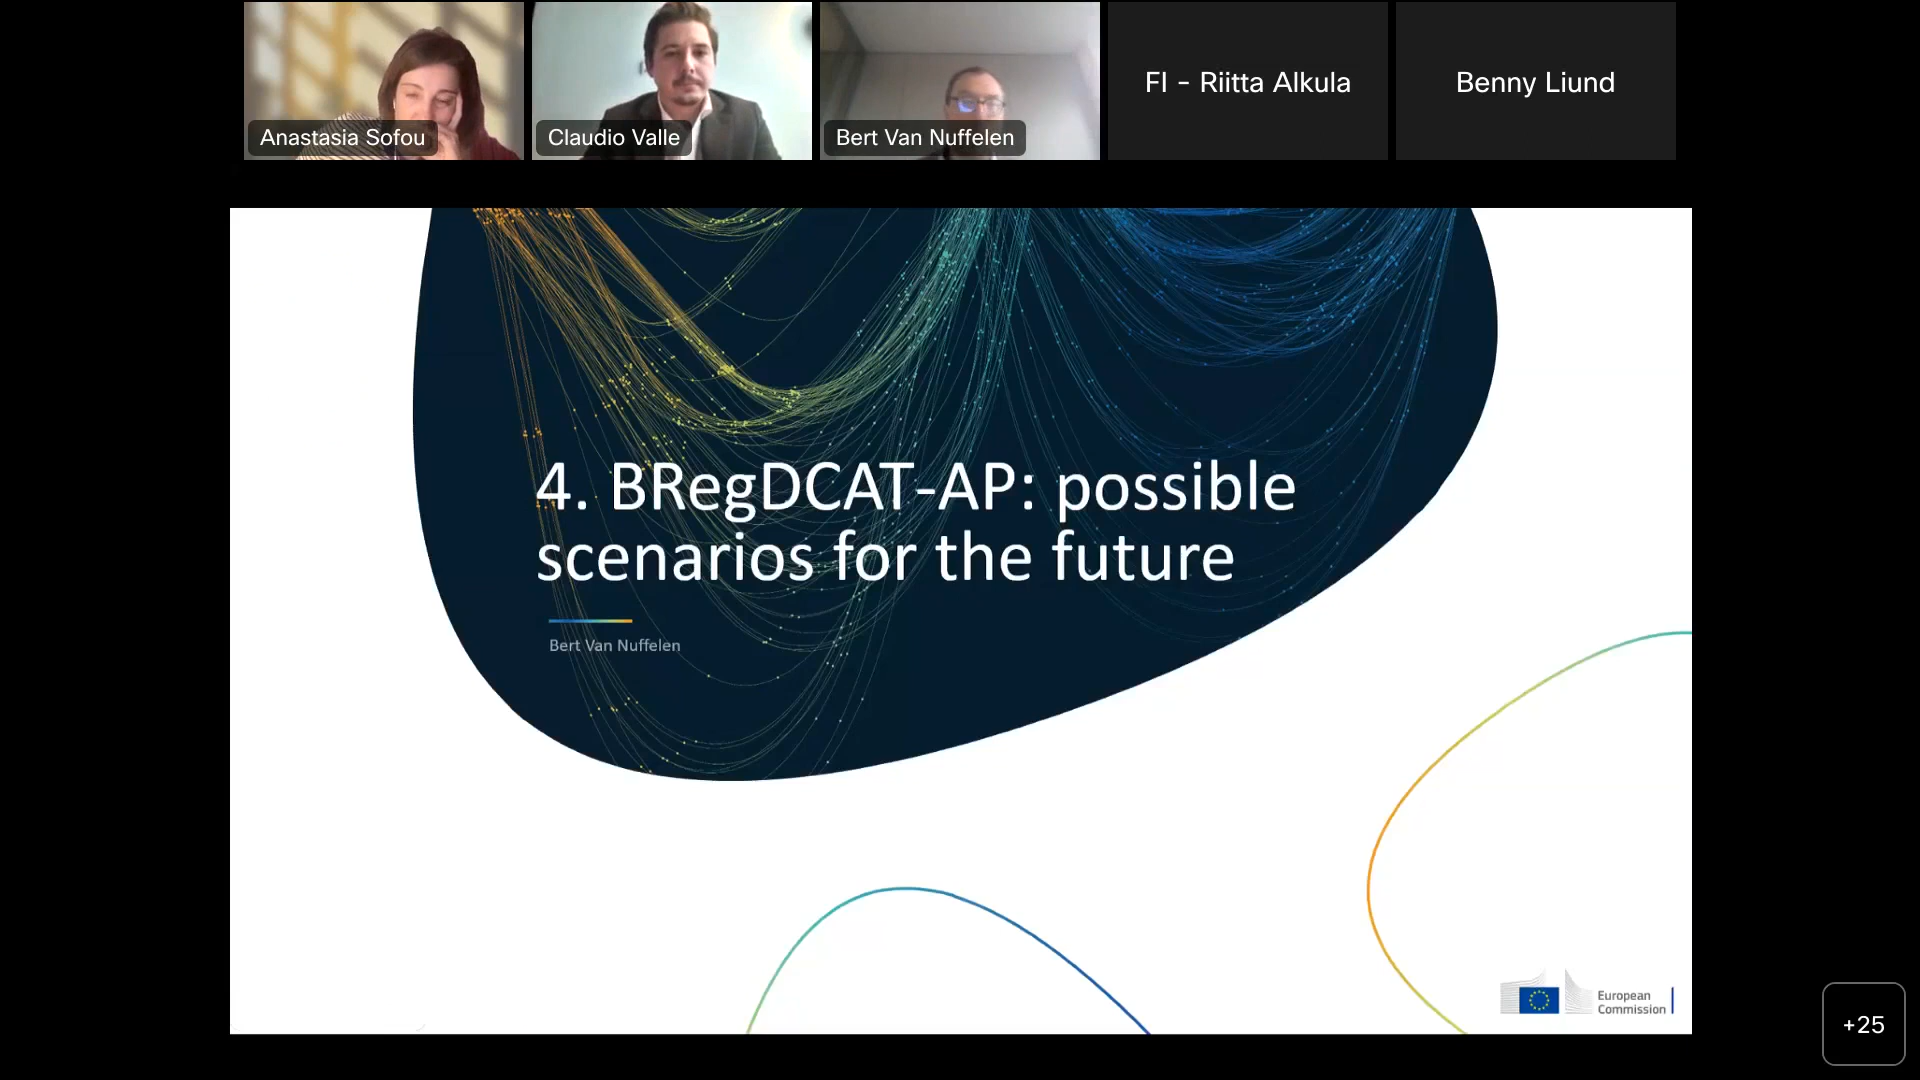 Anastasia Sofou
Claudio Valle
Bert Van Nuffelen
FI - Riitta Alkula
Benny Liund
4. BRegDCAT-AP: possible
scenarios for the future
Bert Van Nuffelen
European
Commission
+25